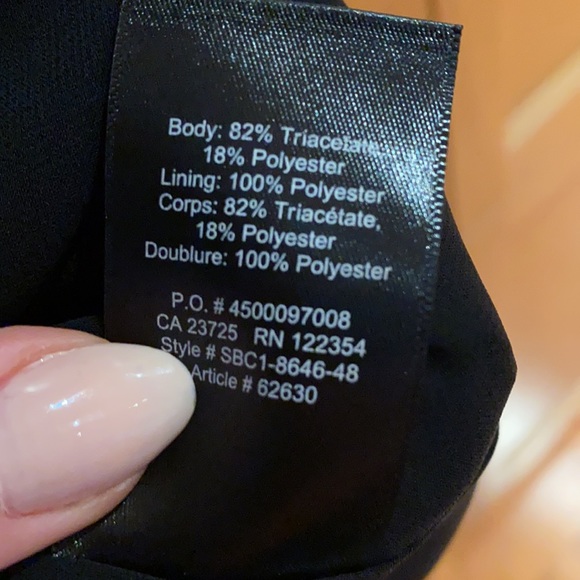 Body: 82% Triacetate,
18% Polyester
Lining: 100% Polyester
Corps: 82% Triacétate,
18% Polyester
Doublure: 100% Polyester
P.O. # 4500097008
CA 23725 RN 122354
Style # SBC1-8646-48
Article # 62630